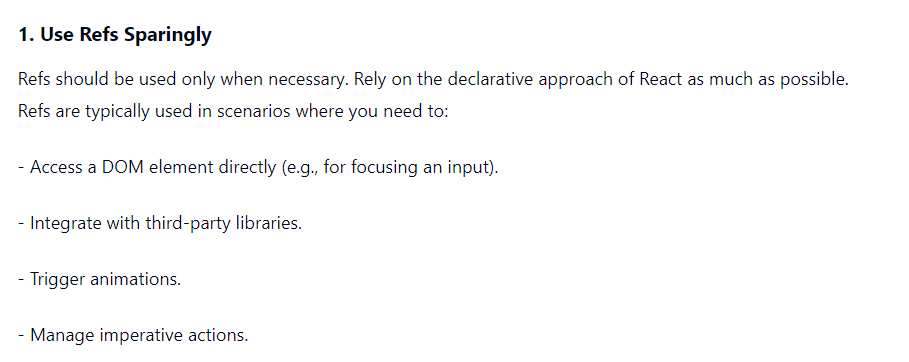 1. Use Refs Sparingly
Refs should be used only when necessary. Rely on the declarative approach of React as much as possible.
Refs are typically used in scenarios where you need to:
- Access a DOM element directly (e.g., for focusing an input).
- Integrate with third-party libraries.
- Trigger animations.
- Manage imperative actions.